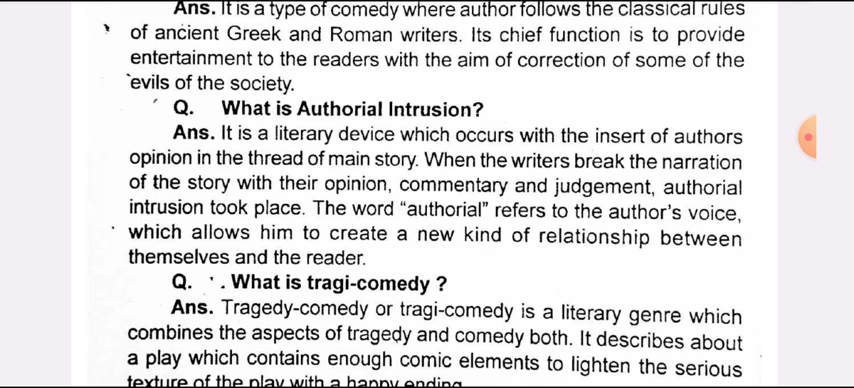 Ans. It is a type of comedy where author follows the classical rules
of ancient Greek and Roman writers. Its chief function is to provide
entertainment to the readers with the aim of correction of some of the
evils of the society.
Q. What is Authorial Intrusion?
Ans. It is a literary device which occurs with the insert of authors
opinion in the thread of main story. When the writers break the narration
of the story with their opinion, commentary and judgement, authorial
intrusion took place. The word “authorial” refers to the author's voice,
which allows him to create a new kind of relationship between
themselves and the reader.
Q. . What is tragi-comedy ?
Ans. Tragedy-comedy or tragi-comedy is a literary genre which
combines the aspects of tragedy and comedy both. It describes about
a play which contains enough comic elements to lighten the serious
texture of the play with a happy ending